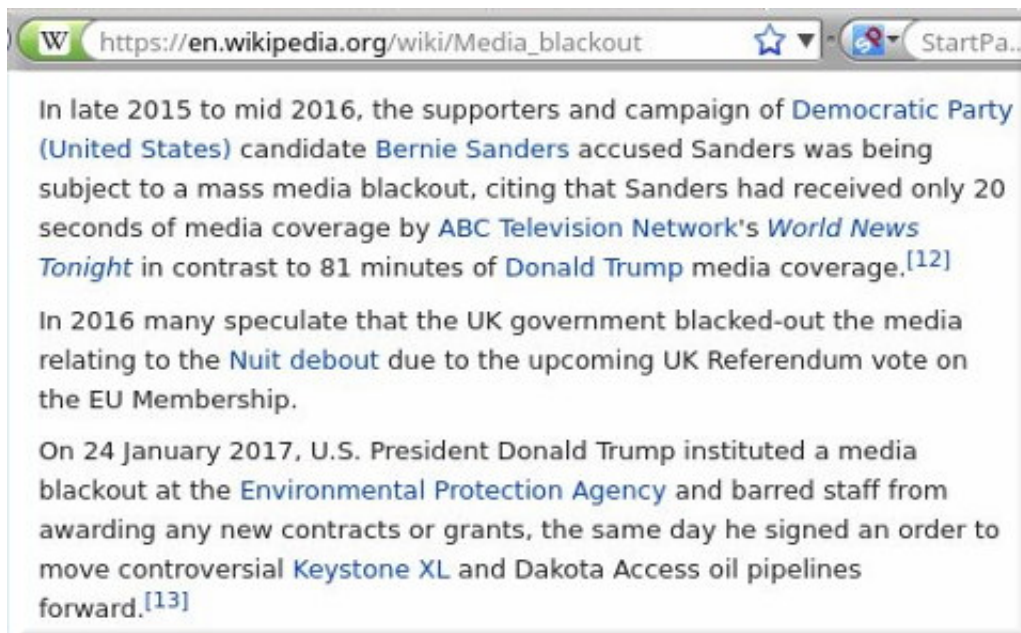 W https://en.wikipedia.org/wiki/Media_blackout StartPa..
In late 2015 to mid 2016, the supporters and campaign of Democratic Party
(United States) candidate Bernie Sanders accused Sanders was being
subject to a mass media blackout, citing that Sanders had received only 20
seconds of media coverage by ABC Television Network's World News
Tonight in contrast to 81 minutes of Donald Trump media coverage.[12]
In 2016 many speculate that the UK government blacked-out the media
relating to the Nuit debout due to the upcoming UK Referendum vote on
the EU Membership.
On 24 January 2017, U.S. President Donald Trump instituted a media
blackout at the Environmental Protection Agency and barred staff from
awarding any new contracts or grants, the same day he signed an order to
move controversial Keystone XL and Dakota Access oil pipelines
forward.[13]